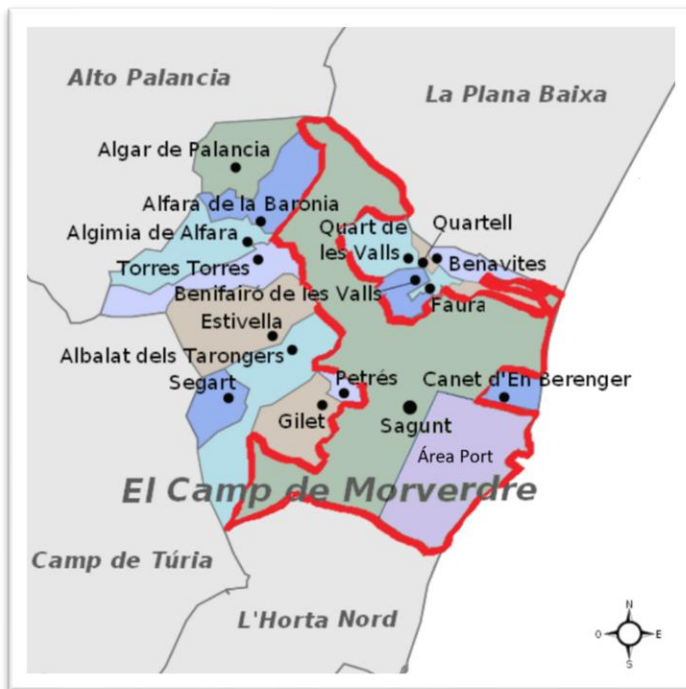 Alto Palancia
La Plana Baixa
Algar de Palancia
Alfara de la Baronia
Algimia de Alfara
Quart de
les Valls
Quartell
Torres Torres
Benavites
Benifairó de les Valls
Faura
Estivella
Albalat dels Tarongers
Segart
Petrés
Canet d'En Berenger
Gilet
Sagunt
Área Port
El Camp de Morverdre
Camp de Túria
L'Horta Nord
N
O
E
S